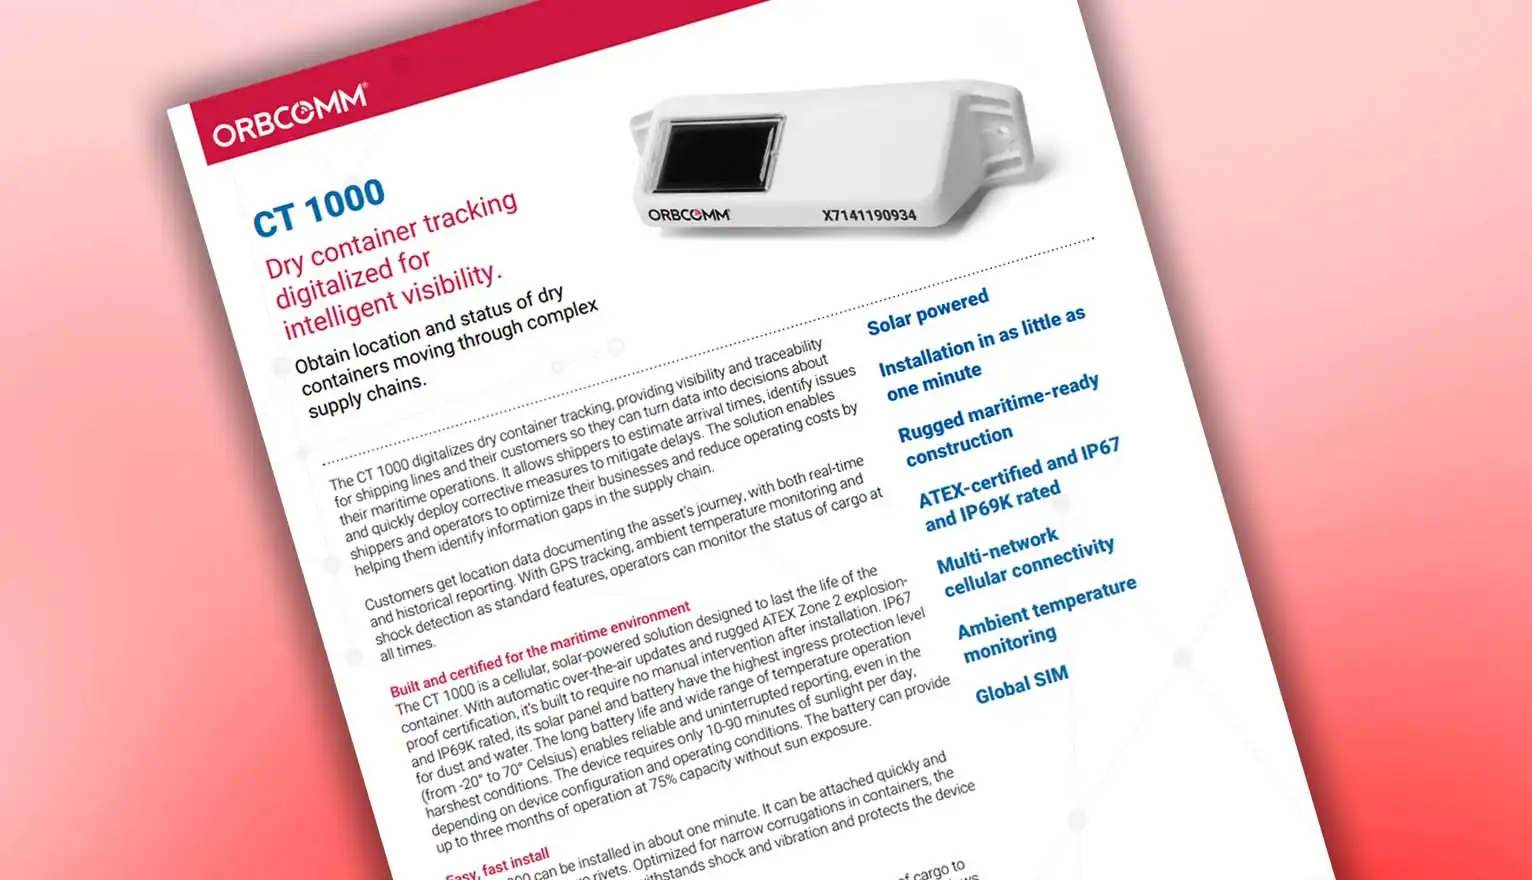 ORBCOMM®
CT 1000
Dry container tracking
digitalized for
intelligent visibility.
Obtain location and status of dry
containers moving through complex
supply chains.
ORBCOMM®
X7141190934
The CT 1000 digitalizes dry container tracking, providing visibility and traceability
for shipping lines and their customers so they can turn data into decisions about
their maritime operations. It allows shippers to estimate arrival times, identify issues
and quickly deploy corrective measures to mitigate delays. The solution enables
shippers and operators to optimize their businesses and reduce operating costs by
helping them identify information gaps in the supply chain.
Customers get location data documenting the asset's journey, with both real-time
and historical reporting. With GPS tracking, ambient temperature monitoring and
shock detection as standard features, operators can monitor the status of cargo at
all times.
Built and certified for the maritime environment
The CT 1000 is a cellular, solar-powered solution designed to last the life of the
container. With automatic over-the-air updates and rugged ATEX Zone 2 explosion-
proof certification, it's built to require no manual intervention after installation. IP67
and IP69K rated, its solar panel and battery have the highest ingress protection level
for dust and water. The long battery life and wide range of temperature operation
(from -20° to 70° Celsius) enables reliable and uninterrupted reporting, even in the
harshest conditions. The device requires only 10-90 minutes of sunlight per day,
depending on device configuration and operating conditions. The battery can provide
up to three months of operation at 75% capacity without sun exposure.
Easy, fast install
000 can be installed in about one minute. It can be attached quickly and
rivets. Optimized for narrow corrugations in containers, the
withstands shock and vibration and protects the device
of cargo to
Solar powered
Installation in as little as
one minute
Rugged maritime-ready
construction
ATEX-certified and IP67
and IP69K rated
Multi-network
cellular connectivity
Ambient temperature
monitoring
Global SIM